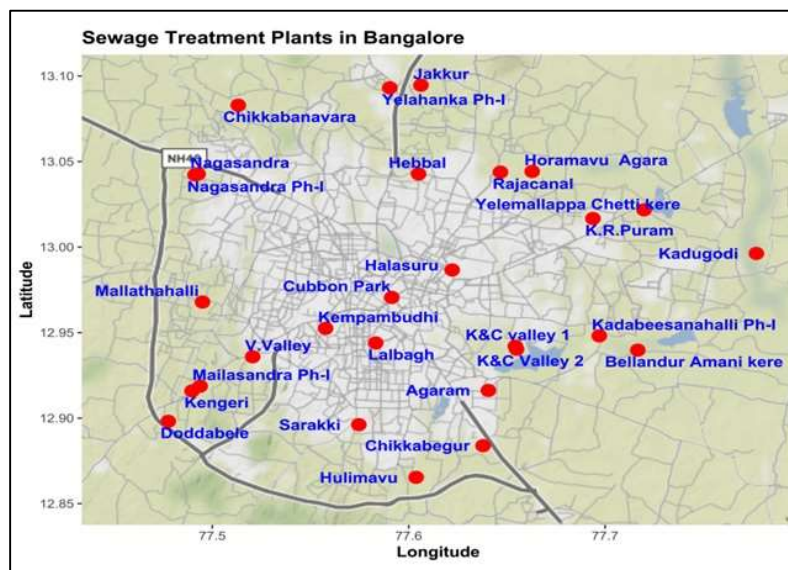 Sewage Treatment Plants in Bangalore
13.10
Jakkur
Yelahanka Ph-I
Chikkabanavara
13.05
NH48
Nagasandra
Hebbal
Horamavu Agara
Nagasandra Ph-I
Rajacanal
Yelemallappa Chetti kere
K.R.Puram
13.00
Kadugodi
Halasuru
Cubbon Park
Mallathahalli
Kempambudhi
K&C valley 1
Kadabeesanahalli Ph-I
12.95
V.Valley
Lalbagh
K&C Valley 2
Bellandur Amani kere
Mailasandra Ph-I
Agaram
Kengeri
12.90
Doddabele
Sarakki
Chikkabegur
Hulimavu
12.85
77.5
77.6
77.7
Longitude
Latitude